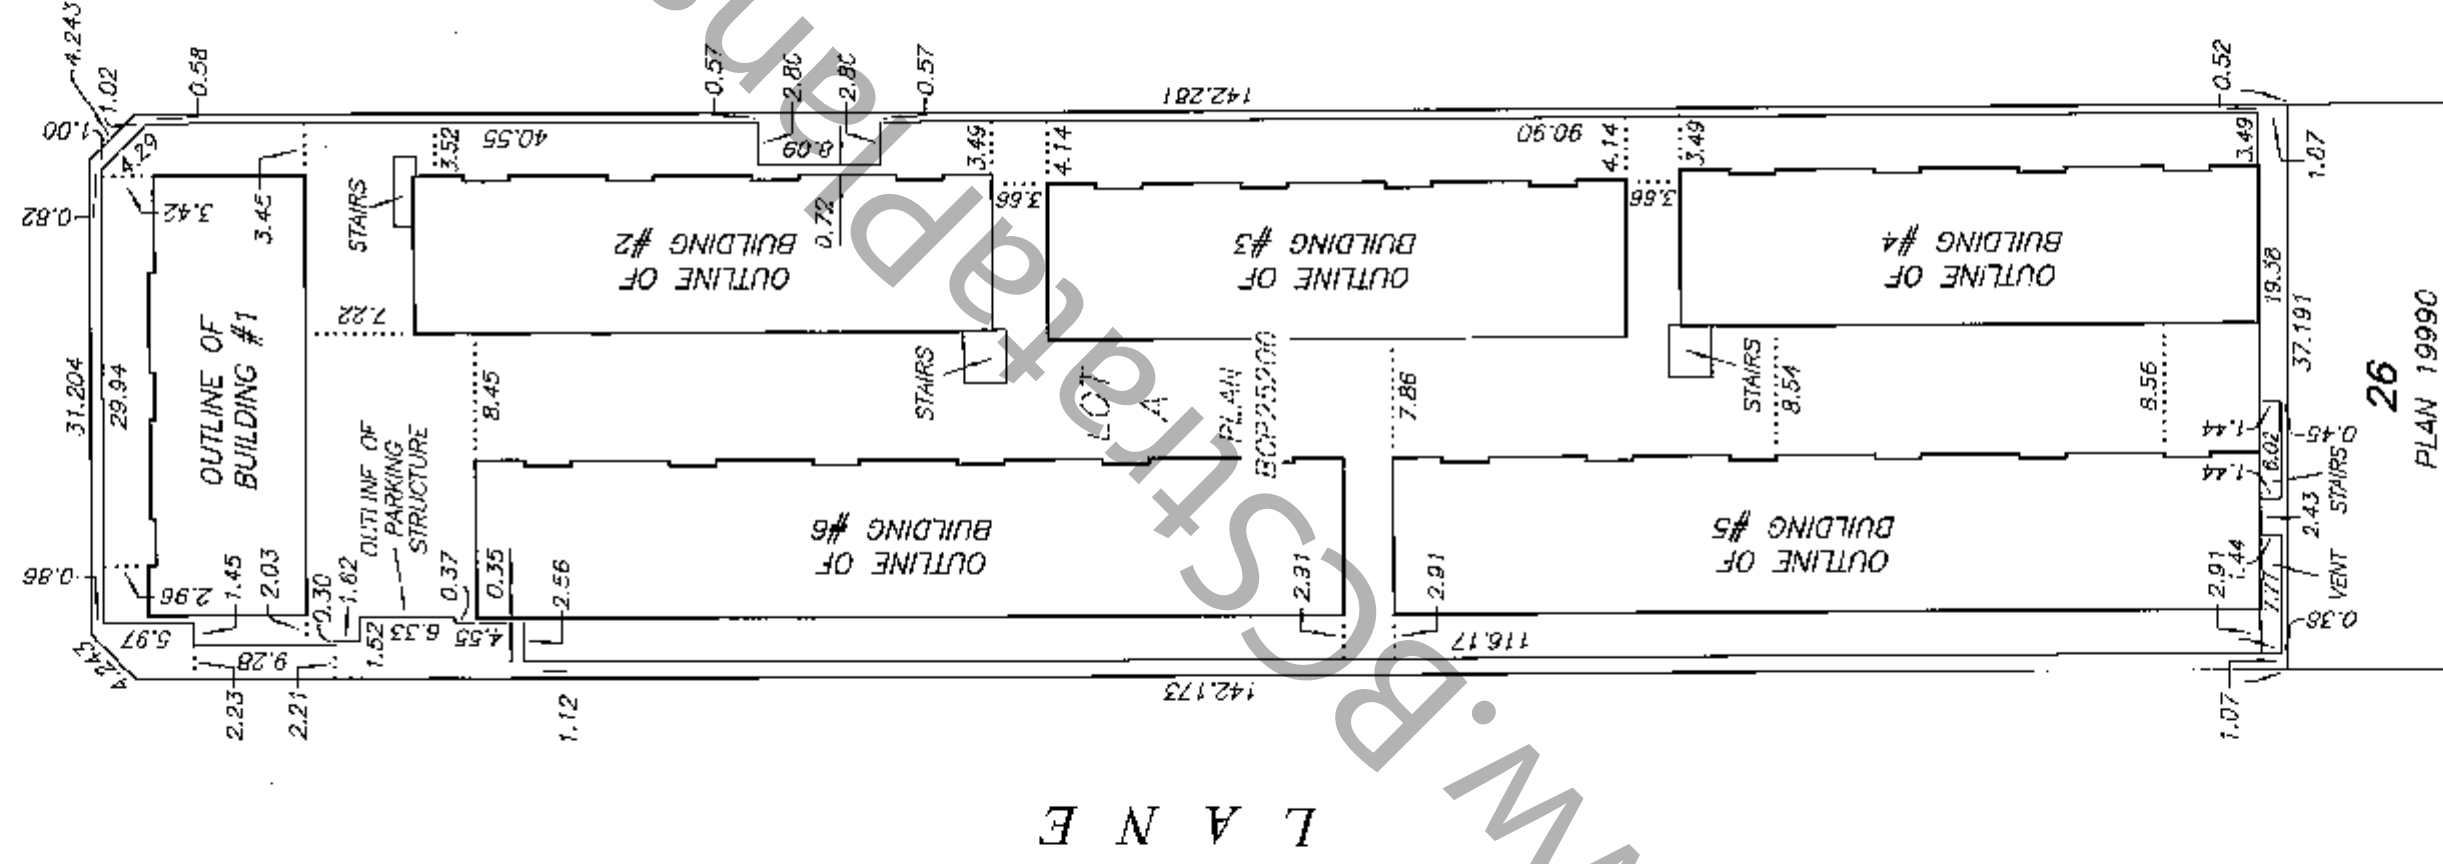 4.243
1.02
1.00
0.58
0.57
2.80
2.80
0.57
142.281
0.52
4.29
3.52
40.55
8.09
3.49
4.14
90.90
4.14
3.49
3.49
1.07
0.82
3.42
3.45
STAIRS
0.72
3.66
3.66
OUTLINE OF
BUILDING #2
OUTLINE OF
BUILDING #3
OUTLINE OF
BUILDING #4
19.38
37.191
7.22
31.204
29.94
OUTLINE OF
BUILDING #1
8.45
STAIRS
LOT
A
PLAN
BCP25200
7.86
STAIRS
8.54
8.56
1.44
0.45
6.02
1.44
STAIRS
26
PLAN 19990
OUTLINE OF
PARKING
STRUCTURE
OUTLINE OF
BUILDING #6
OUTLINE OF
BUILDING #5
2.43
0.86
2.96
1.45
2.03
0.30
1.62
0.37
0.35
2.56
2.91
2.91
2.91
1.44
7.77
VENT
0.36
5.97
1.52
6.33
4.55
116.17
4.243
9.28
2.23
2.21
1.12
142.173
1.07
LANE
w.BCStrataPlans